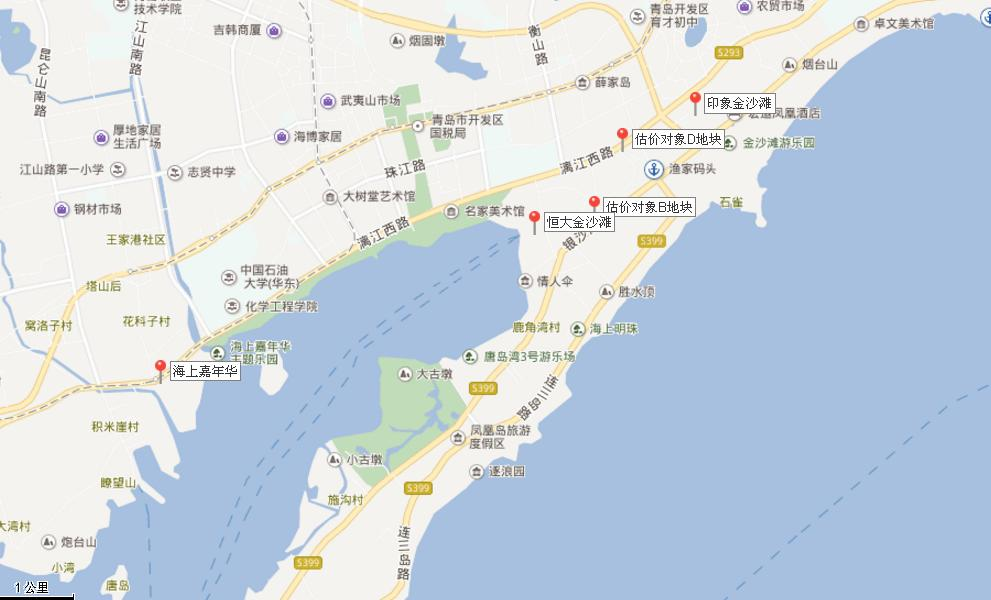 技术学院
江山南路
吉韩商厦
烟固墩
衡山路
青岛开发区
育才初中
农贸市场
卓文美术馆
S293
烟台山
昆仑山南路
薛家岛
武夷山市场
印象金沙滩
凤凰酒店
厚地家居
生活广场
海博家居
青岛市开发区
国税局
估价对象D地块
金沙滩游乐园
江山路第一小学
志贤中学
珠江路
漓江西路
渔家码头
大树堂艺术馆
钢材市场
名家美术馆
估价对象B地块
石雀
恒大金沙滩
漓江西路
银沙
S399
王家港社区
中国石油
大学(华东)
塔山后
情人伞
胜水顶
化学工程学院
窝洛子村
花科子村
鹿角湾村
海上明珠
海上嘉年华
主题乐园
唐岛湾3号游乐场
海上嘉年华
大古墩
S399
连三岛路
积米崖村
凤凰岛旅游
度假区
小古墩
逐浪园
瞭望山
S399
施沟村
大湾村
炮台山
连三岛路
小湾
S399
唐岛
1 公里